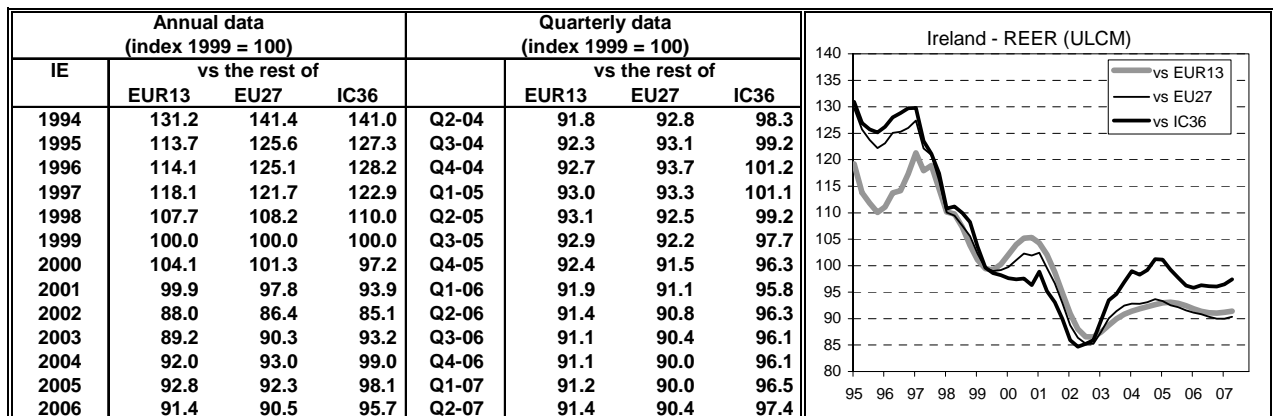 Annual data Quarterly data
(index 1999 = 100) (index 1999 = 100)
IE vs the rest of vs the rest of
EUR13 EU27 IC36 EUR13 EU27 IC36
1994 131.2 141.4 141.0 Q2-04 91.8 92.8 98.3
1995 113.7 125.6 127.3 Q3-04 92.3 93.1 99.2
1996 114.1 125.1 128.2 Q4-04 92.7 93.7 101.2
1997 118.1 121.7 122.9 Q1-05 93.0 93.3 101.1
1998 107.7 108.2 110.0 Q2-05 93.1 92.5 99.2
1999 100.0 100.0 100.0 Q3-05 92.9 92.2 97.7
2000 104.1 101.3 97.2 Q4-05 92.4 91.5 96.3
2001 99.9 97.8 93.9 Q1-06 91.9 91.1 95.8
2002 88.0 86.4 85.1 Q2-06 91.4 90.8 96.3
2003 89.2 90.3 93.2 Q3-06 91.1 90.4 96.1
2004 92.0 93.0 99.0 Q4-06 91.1 90.0 96.1
2005 92.8 92.3 98.1 Q1-07 91.2 90.0 96.5
2006 91.4 90.5 95.7 Q2-07 91.4 90.4 97.4
Ireland - REER (ULCM)
vs EUR13
vs EU27
vs IC36
140
135
130
125
120
115
110
105
100
95
90
85
80
95 96 97 98 99 00 01 02 03 04 05 06 07